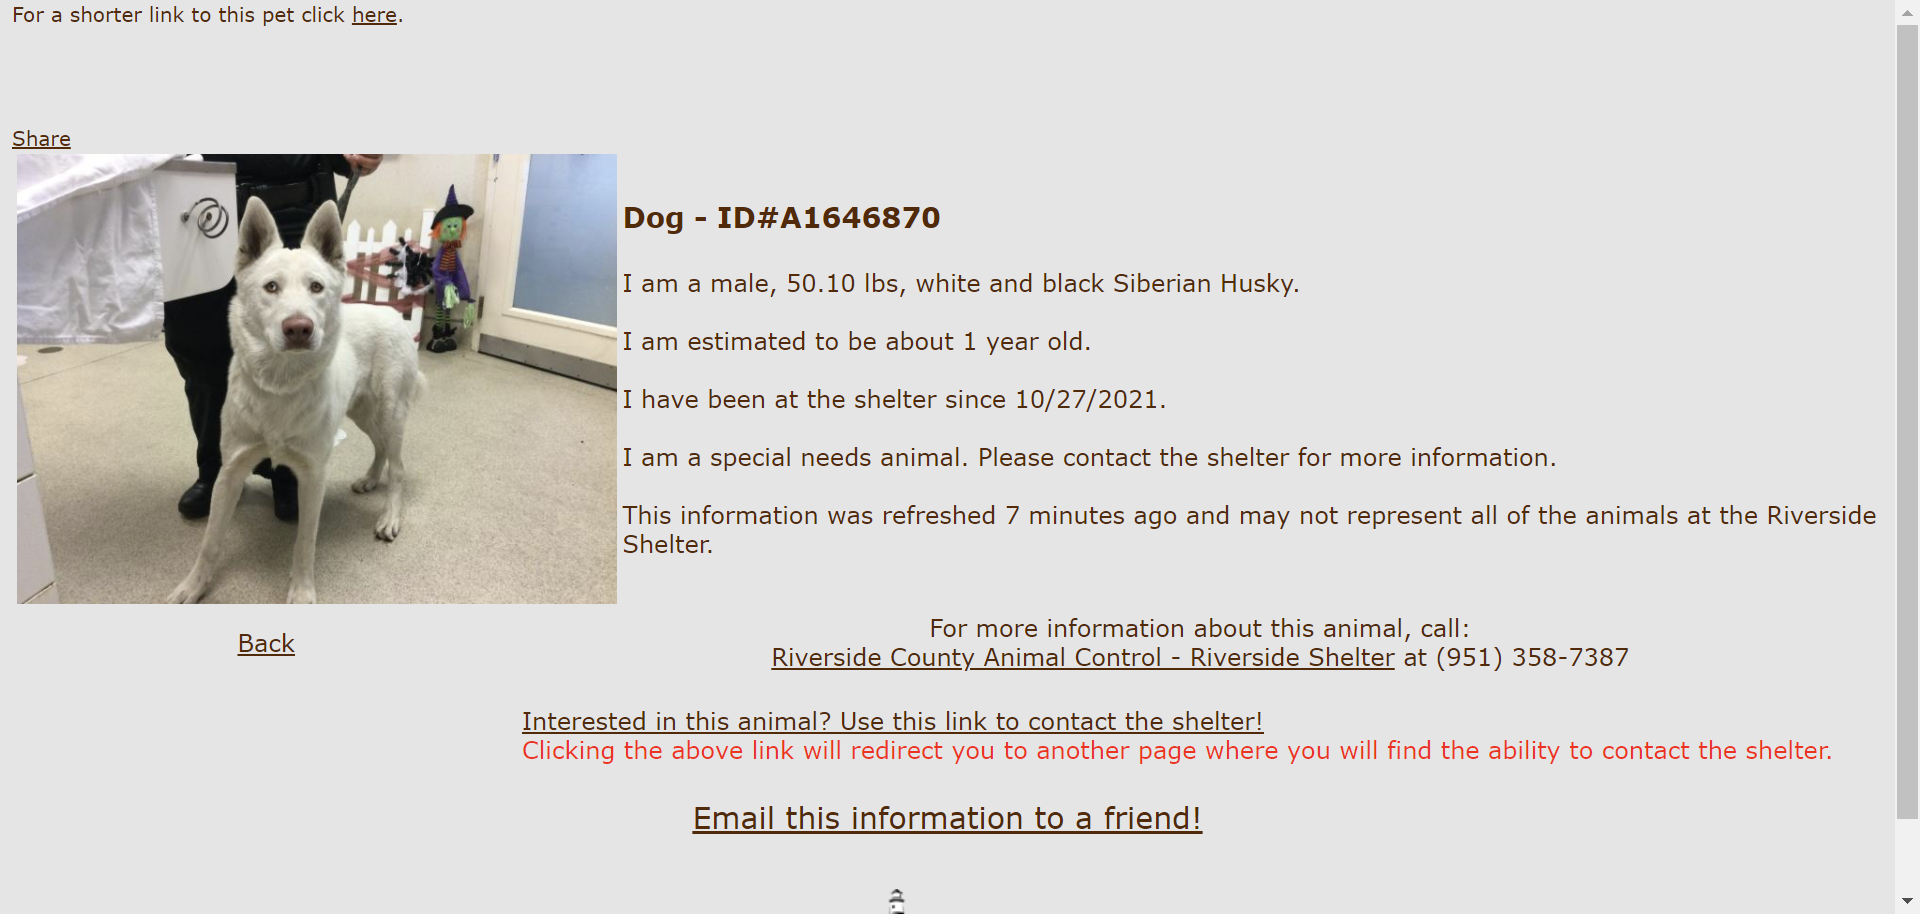 For a shorter link to this pet click here.
Share
Dog - ID#A1646870
I am a male, 50.10 lbs, white and black Siberian Husky.
I am estimated to be about 1 year old.
I have been at the shelter since 10/27/2021.
I am a special needs animal. Please contact the shelter for more information.
This information was refreshed 7 minutes ago and may not represent all of the animals at the Riverside
Shelter.
Back
For more information about this animal, call:
Riverside County Animal Control - Riverside Shelter at (951) 358-7387
Interested in this animal? Use this link to contact the shelter!
Clicking the above link will redirect you to another page where you will find the ability to contact the shelter.
Email this information to a friend!